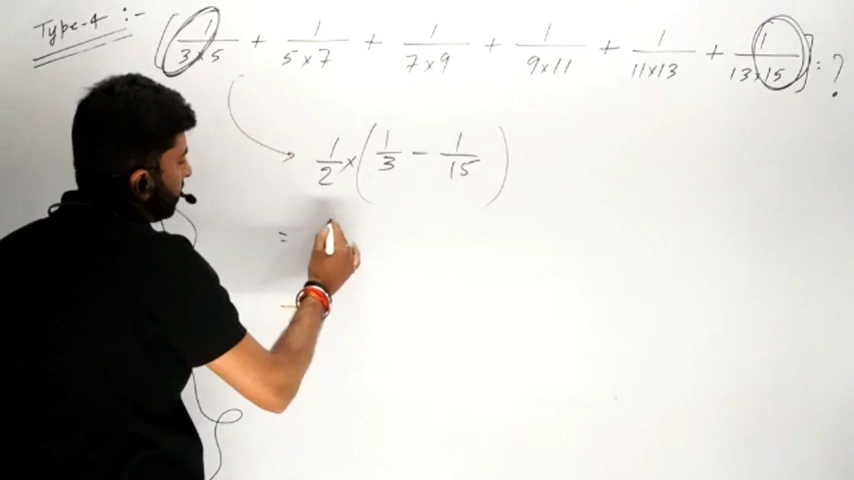 Type-4 :- [ 1/3×5 + 1/5×7 + 1/7×9 + 1/9×11 + 1/11×13 + 1/13×15 ] = ?
1/2 × ( 1/3 - 1/15 )
=